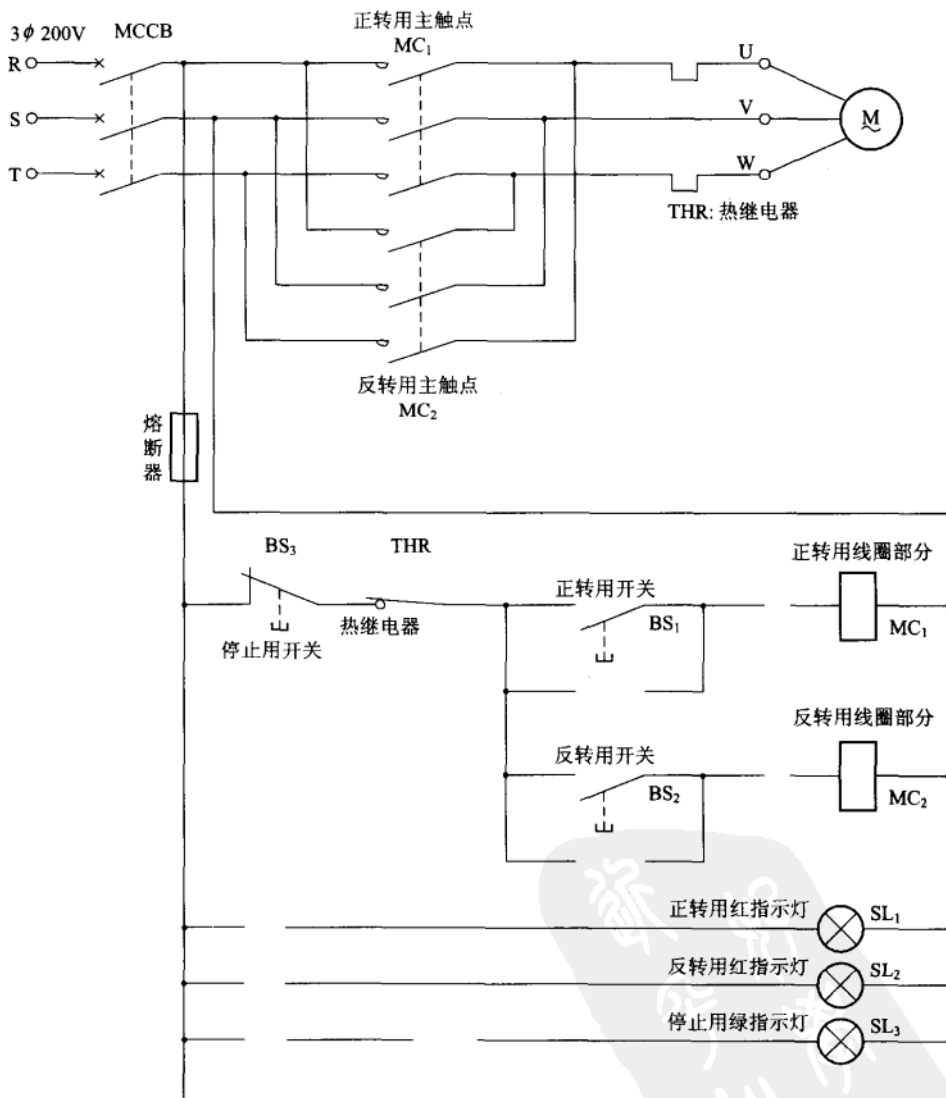 3ϕ 200V
MCCB
正转用主触点
MC₁
R
S
T
U
V
W
M
~
THR: 热继电器
反转用主触点
MC₂
熔断器
BS₃
THR
热继电器
停止用开关
正转用开关
BS₁
正转用线圈部分
MC₁
反转用开关
BS₂
反转用线圈部分
MC₂
正转用红指示灯
SL₁
反转用红指示灯
SL₂
停止用绿指示灯
SL₃